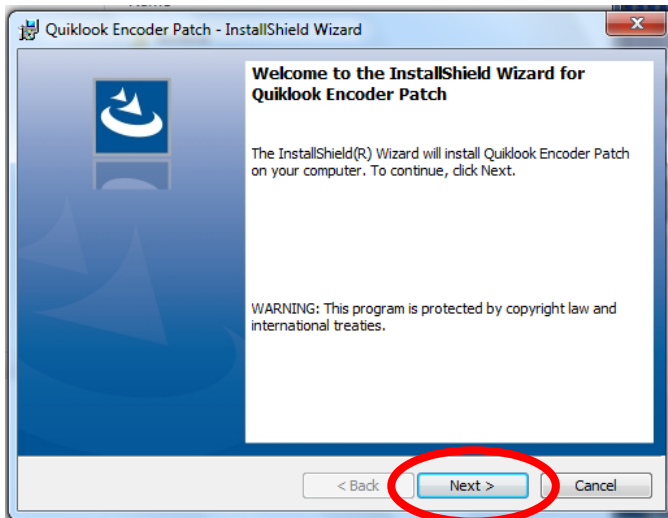 Name
Quiklook Encoder Patch - InstallShield Wizard
x
Welcome to the InstallShield Wizard for
Quiklook Encoder Patch
The InstallShield(R) Wizard will install Quiklook Encoder Patch
on your computer. To continue, click Next.
WARNING: This program is protected by copyright law and
international treaties.
< Back
Next >
Cancel